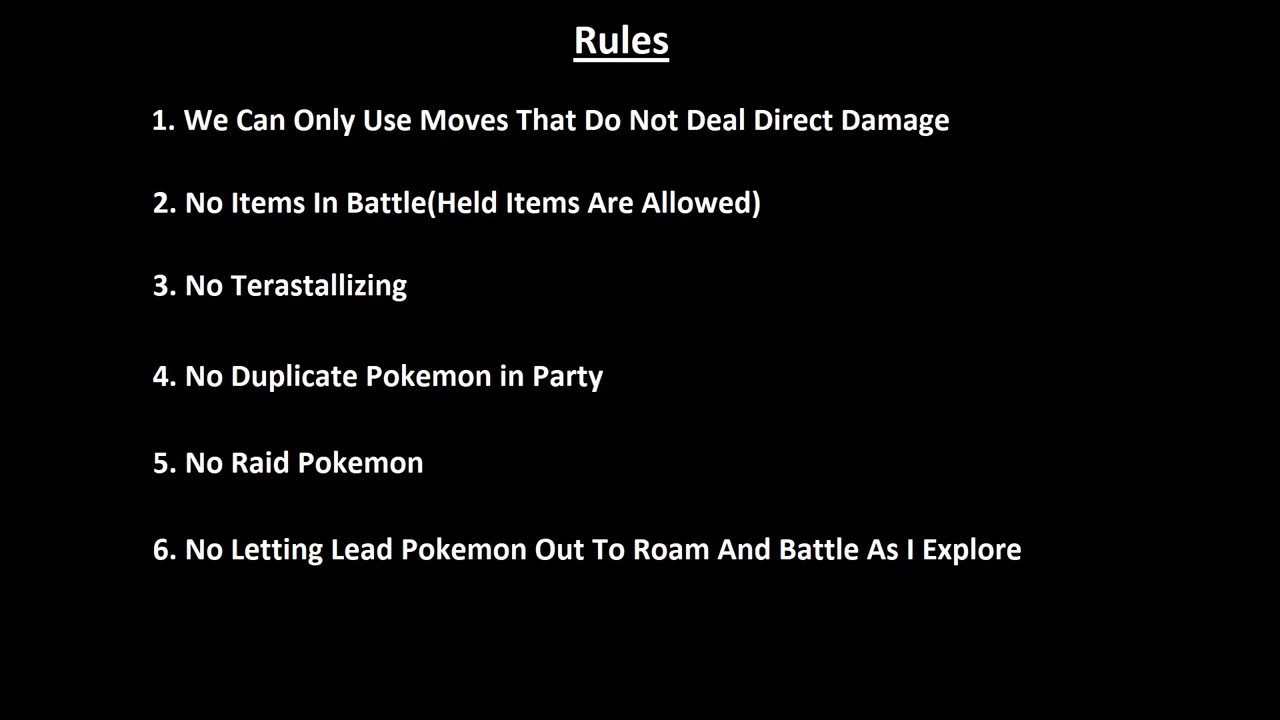 Rules
1. We Can Only Use Moves That Do Not Deal Direct Damage
2. No Items In Battle(Held Items Are Allowed)
3. No Terastallizing
4. No Duplicate Pokemon in Party
5. No Raid Pokemon
6. No Letting Lead Pokemon Out To Roam And Battle As I Explore